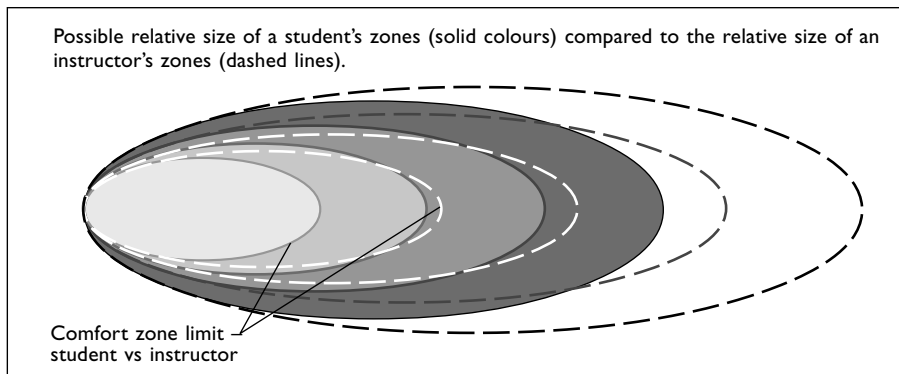 Possible relative size of a student’s zones (solid colours) compared to the relative size of an
instructor’s zones (dashed lines).
Comfort zone limit
student vs instructor